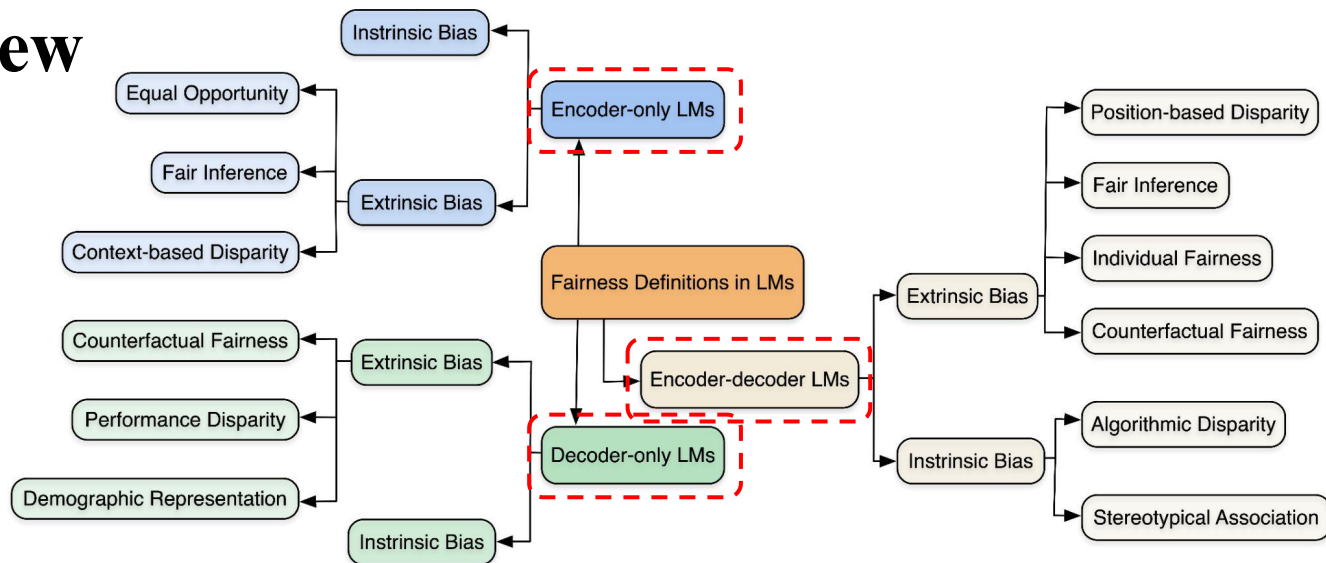 ew
Instrinsic Bias
Equal Opportunity
Encoder-only LMs
Position-based Disparity
Fair Inference
Extrinsic Bias
Fair Inference
Context-based Disparity
Individual Fairness
Fairness Definitions in LMs
Extrinsic Bias
Counterfactual Fairness
Counterfactual Fairness
Extrinsic Bias
Encoder-decoder LMs
Performance Disparity
Algorithmic Disparity
Decoder-only LMs
Instrinsic Bias
Demographic Representation
Stereotypical Association
Instrinsic Bias